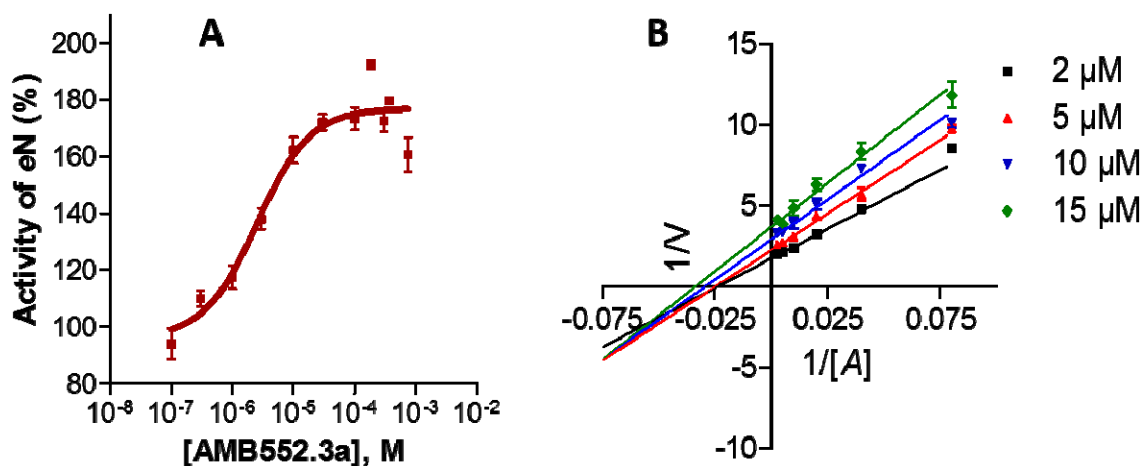 A
Activity of eN (%)
200
180
160
140
120
100
80
10-8
10-7
10-6
10-5
10-4
10-3
10-2
[AMB552.3a], M
B
1/V
15
10
5
-5
-10
-0.075
-0.025
0.025
0.075
1/[A]
2 µM
5 µM
10 µM
15 µM